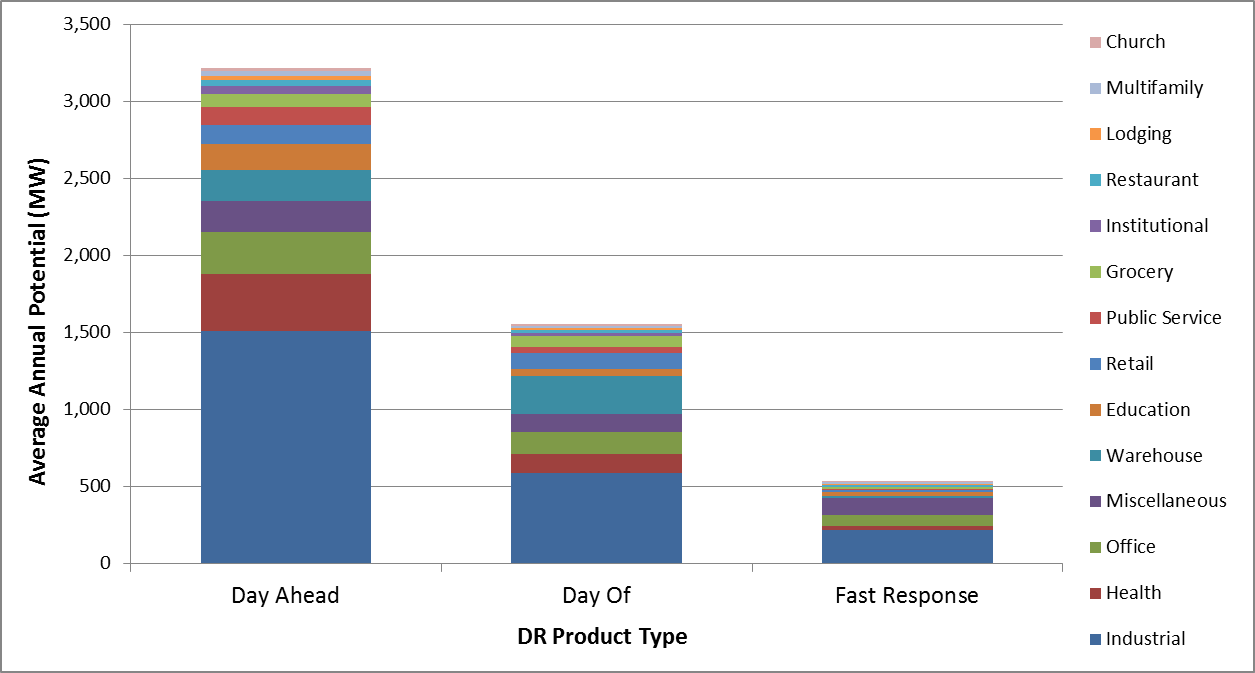 3,500
3,000
2,500
2,000
1,500
1,000
500
0
Average Annual Potential (MW)
Day Ahead
Day Of
Fast Response
DR Product Type
Church
Multifamily
Lodging
Restaurant
Institutional
Grocery
Public Service
Retail
Education
Warehouse
Miscellaneous
Office
Health
Industrial